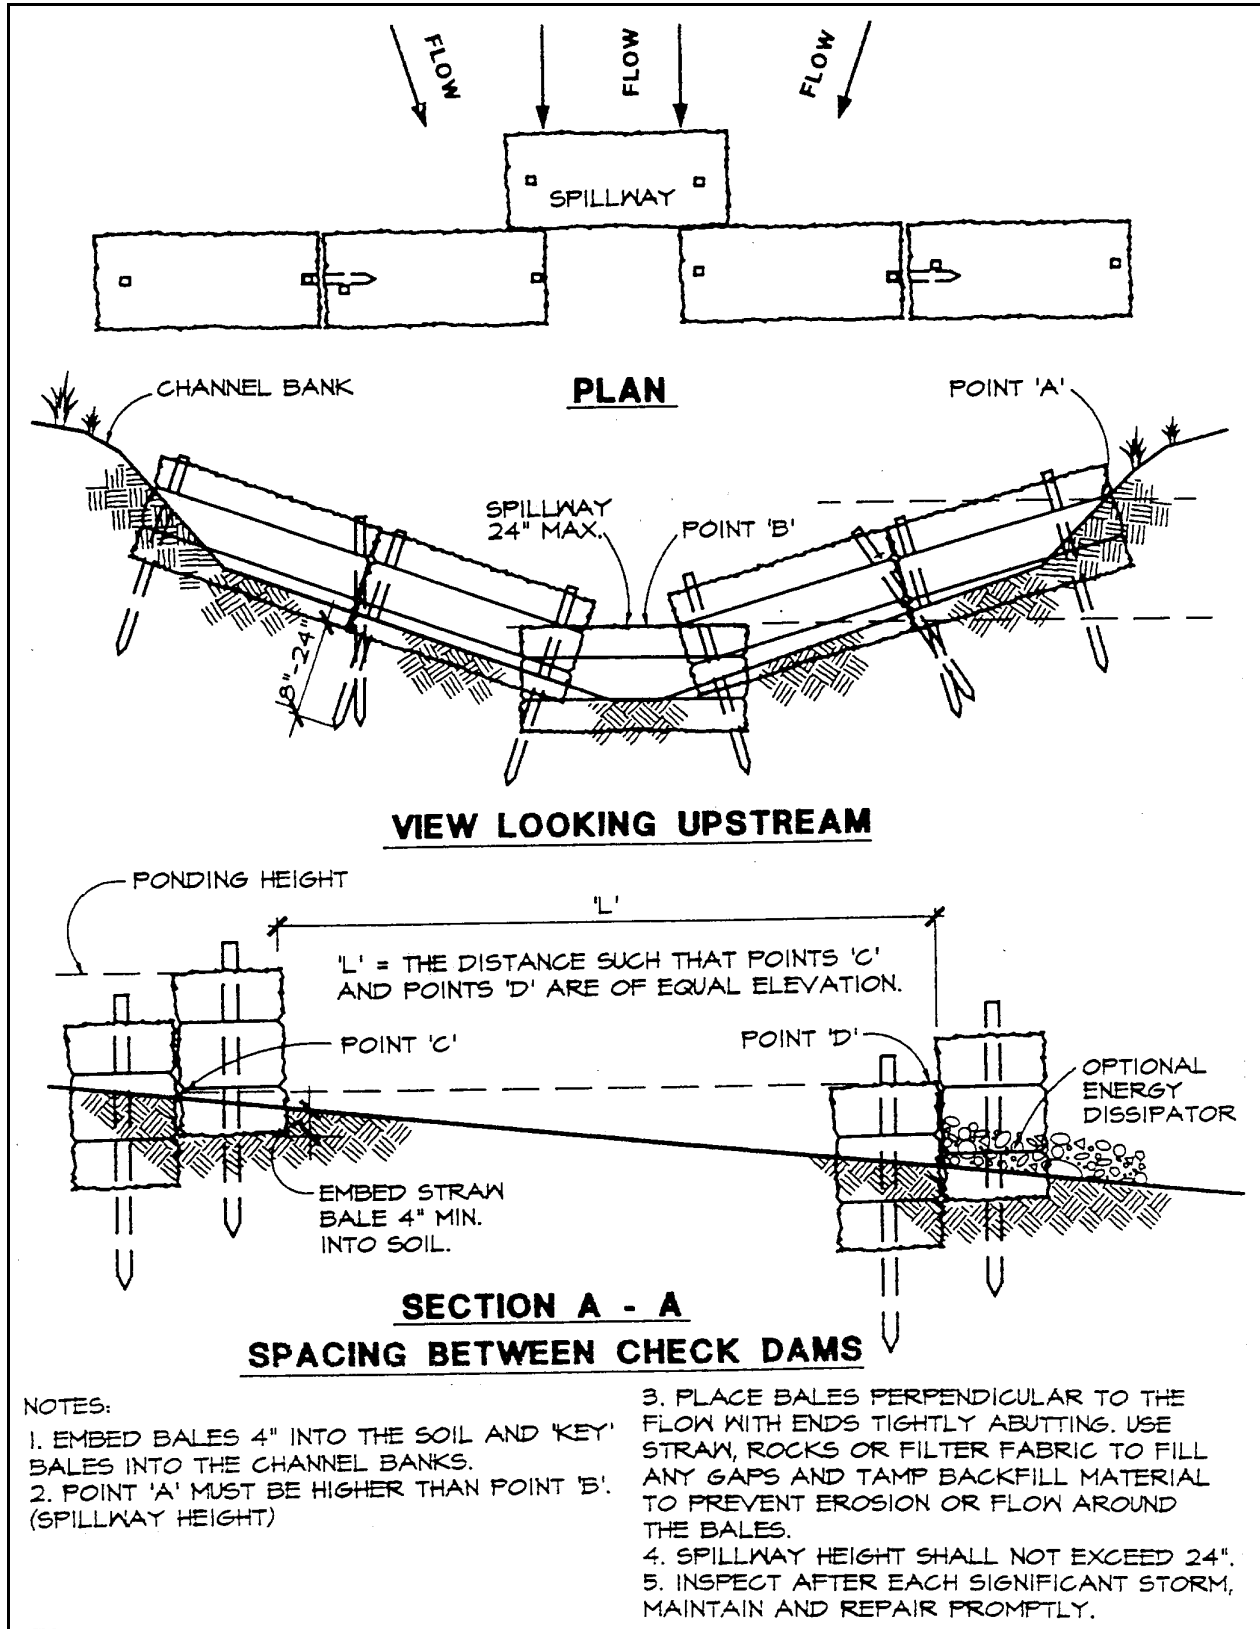 FLOW
FLOW
FLOW
SPILLWAY
PLAN
CHANNEL BANK
POINT 'A'
SPILLWAY
24" MAX.
POINT 'B'
18"-24"
VIEW LOOKING UPSTREAM
PONDING HEIGHT
'L'
'L' = THE DISTANCE SUCH THAT POINTS 'C'
AND POINTS 'D' ARE OF EQUAL ELEVATION.
POINT 'C'
POINT 'D'
OPTIONAL
ENERGY
DISSIPATOR
EMBED STRAW
BALE 4" MIN.
INTO SOIL.
SECTION A - A
SPACING BETWEEN CHECK DAMS
NOTES:
1. EMBED BALES 4" INTO THE SOIL AND 'KEY'
BALES INTO THE CHANNEL BANKS.
2. POINT 'A' MUST BE HIGHER THAN POINT 'B'.
(SPILLWAY HEIGHT)
3. PLACE BALES PERPENDICULAR TO THE
FLOW WITH ENDS TIGHTLY ABUTTING. USE
STRAW, ROCKS OR FILTER FABRIC TO FILL
ANY GAPS AND TAMP BACKFILL MATERIAL
TO PREVENT EROSION OR FLOW AROUND
THE BALES.
4. SPILLWAY HEIGHT SHALL NOT EXCEED 24".
5. INSPECT AFTER EACH SIGNIFICANT STORM,
MAINTAIN AND REPAIR PROMPTLY.